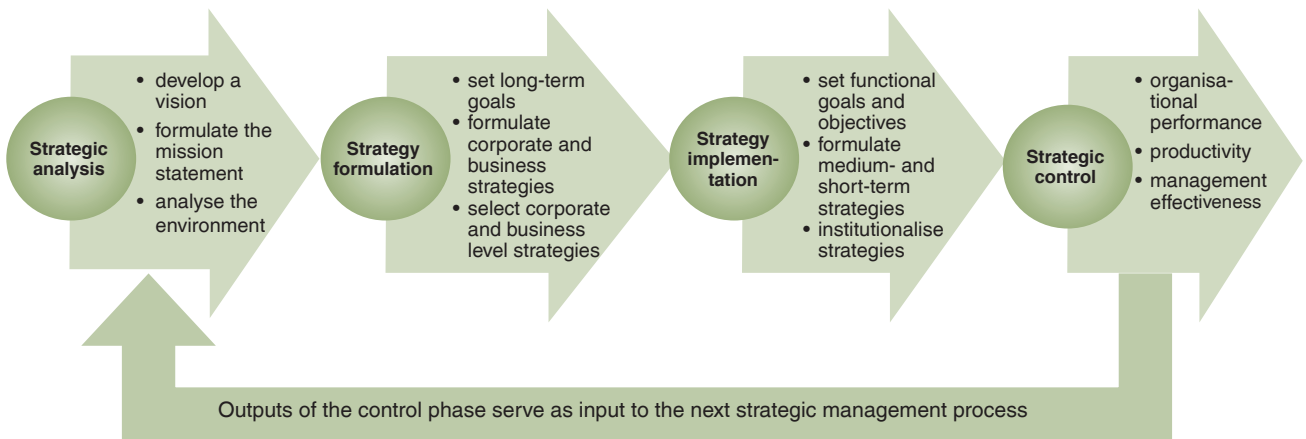 Strategic
analysis
• develop a
vision
• formulate the
mission
statement
• analyse the
environment
Strategy
formulation
• set long-term
goals
• formulate
corporate and
business
strategies
• select corporate
and business
level strategies
Strategy
implemen-
tation
• set functional
goals and
objectives
• formulate
medium- and
short-term
strategies
• institutionalise
strategies
Strategic
control
• organisa-
tional
performance
• productivity
• management
effectiveness
Outputs of the control phase serve as input to the next strategic management process